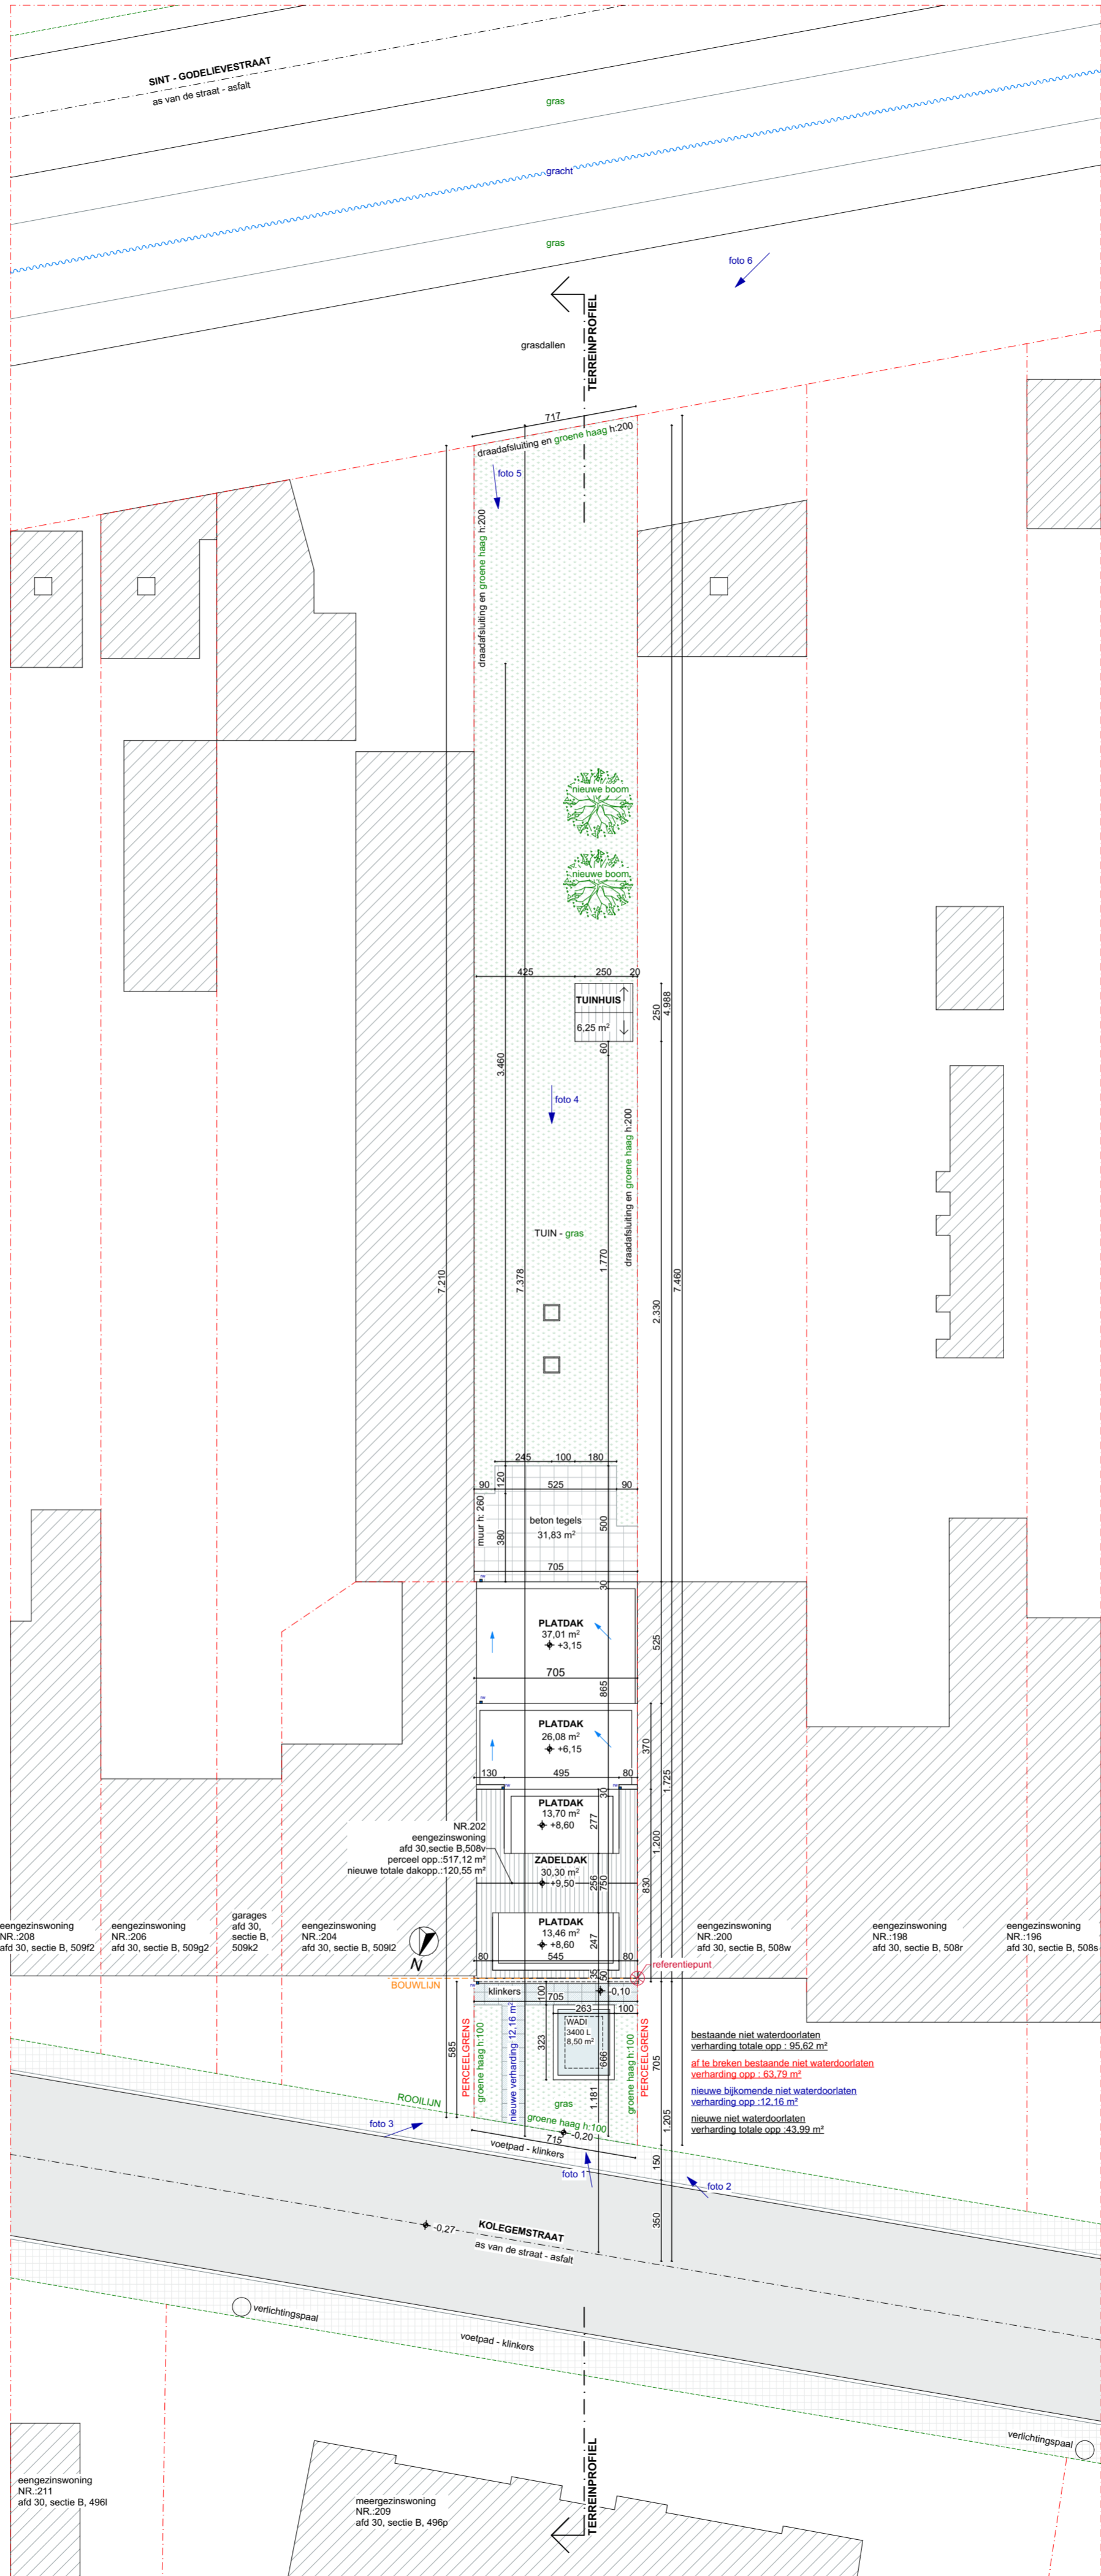 SINT - GODELIEVESTRAAT
as van de straat - asfalt
gras
gracht
gras
foto 6
TERREINPROFIEL
grasdallen
717
draadafsluiting en groene haag h:200
foto 5
draadafsluiting en groene haag h:200
nieuwe boom
nieuwe boom
425
250
20
TUINHUIS
6,25 m²
250
4.988
60
3.460
foto 4
draadafsluiting en groene haag h:200
TUIN - gras
1.770
7.210
7.378
2.330
7.460
245
100
180
90
120
525
90
muur h: 260
beton tegels
31,83 m²
380
500
705
30
PLATDAK
37,01 m²
+3,15
525
705
865
PLATDAK
26,08 m²
+6,15
370
1.725
130
495
80
30
PLATDAK
13,70 m²
+8,60
277
NR.202
eengezinswoning
afd 30,sectie B,508v
perceel opp.:517,12 m²
nieuwe totale dakopp.:120,55 m²
1.200
ZADELDAK
30,30 m²
+9,50
256
750
830
PLATDAK
13,46 m²
+8,60
247
eengezinswoning
NR.:208
afd 30, sectie B, 509f2
eengezinswoning
NR.:206
afd 30, sectie B, 509g2
garages
afd 30,
sectie B,
509k2
eengezinswoning
NR.:204
afd 30, sectie B, 509l2
N
eengezinswoning
NR.:200
afd 30, sectie B, 508w
eengezinswoning
NR.:198
afd 30, sectie B, 508r
eengezinswoning
NR.:196
afd 30, sectie B, 508s
80
545
80
referentiepunt
35
50
BOUWLIJN
klinkers
-0,10
100
705
263
100
WADI
3400 L
8,50 m²
585
PERCEELGRENS
groene haag h:100
nieuwe verharding 12,16 m²
323
666
groene haag h:100
PERCEELGRENS
705
bestaande niet waterdoorlaten
verharding totale opp : 95,62 m²
af te breken bestaande niet waterdoorlaten
verharding opp : 63,79 m²
nieuwe bijkomende niet waterdoorlaten
verharding opp :12,16 m²
nieuwe niet waterdoorlaten
verharding totale opp :43,99 m²
ROOILIJN
gras
1.181
groene haag h:100
1.205
foto 3
-0,20
715
voetpad - klinkers
150
foto 1
foto 2
350
-0,27
KOLEGEMSTRAAT
as van de straat - asfalt
verlichtingspaal
voetpad - klinkers
verlichtingspaal
TERREINPROFIEL
eengezinswoning
NR.:211
afd 30, sectie B, 496l
meergezinswoning
NR.:209
afd 30, sectie B, 496p